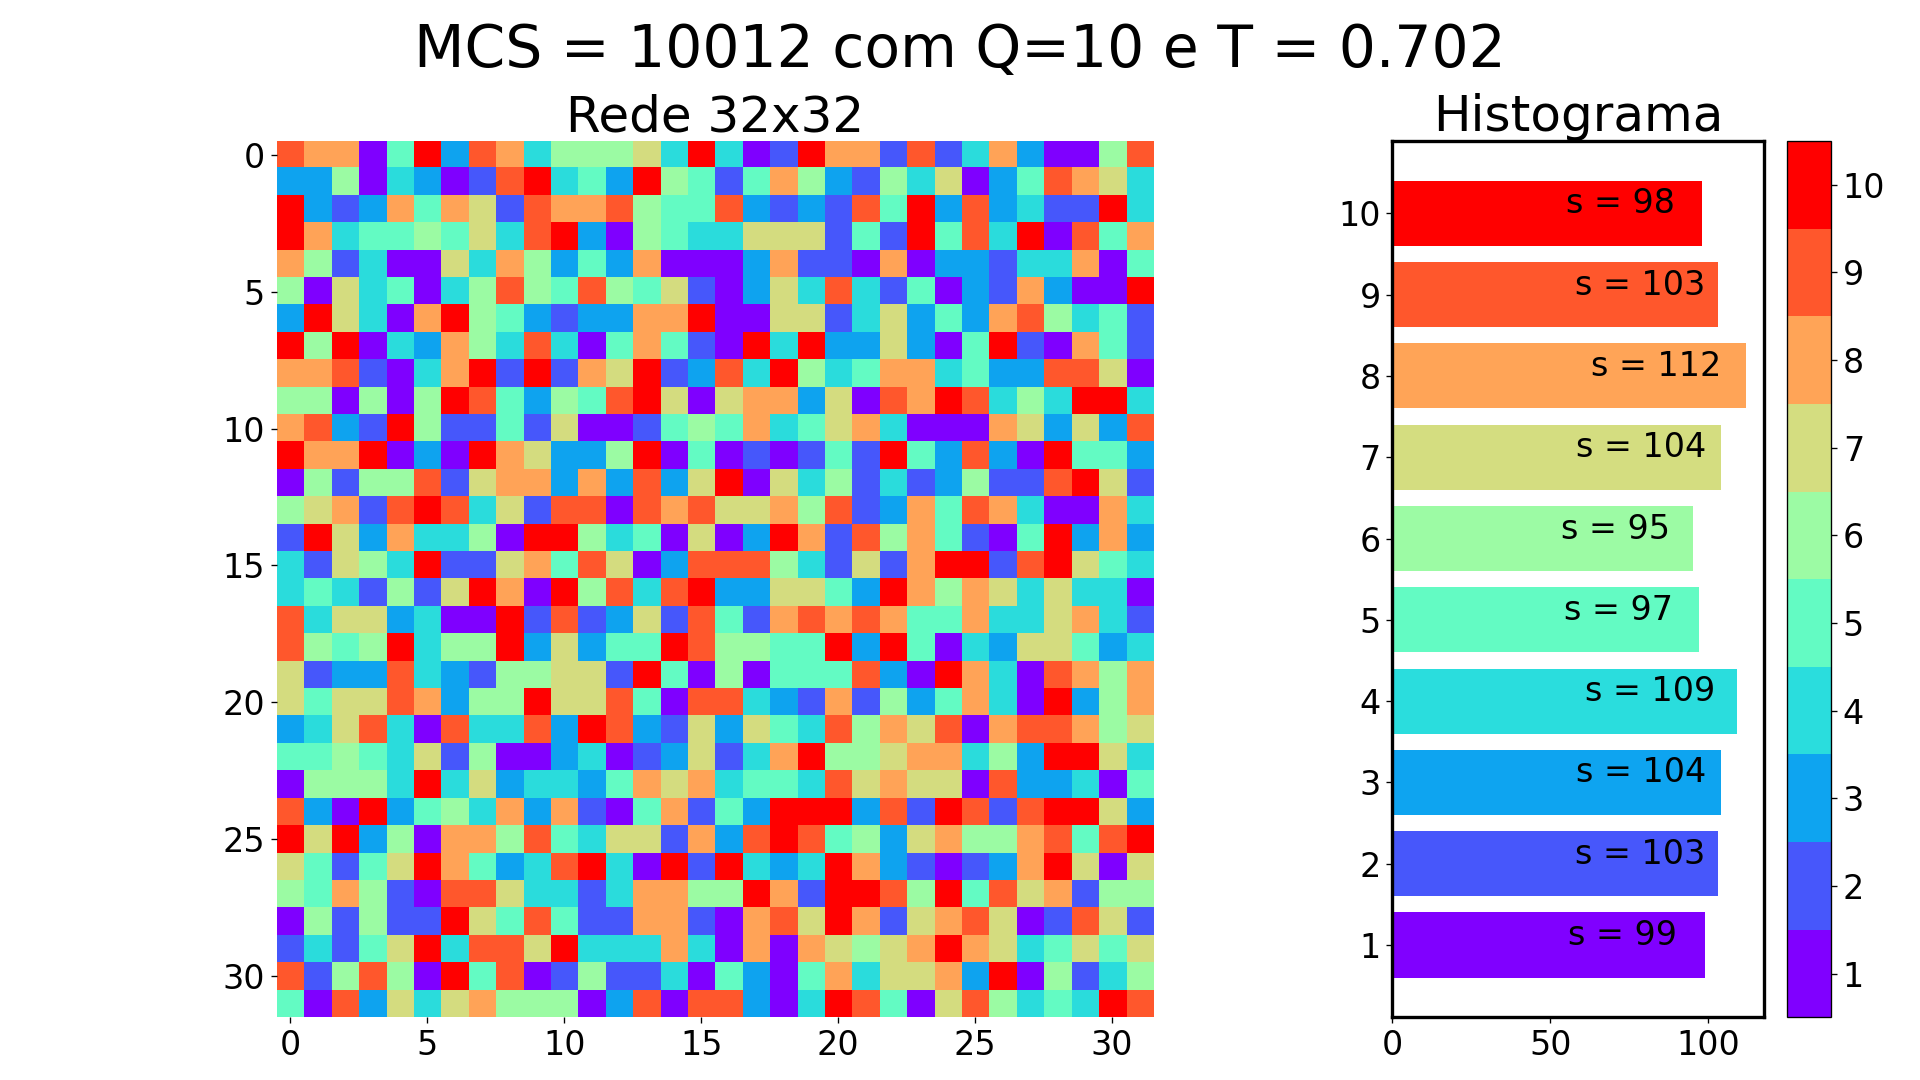 MCS = 10012 com Q=10 e T = 0.702
Rede 32x32
0
5
10
15
20
25
30
0 5 10 15 20 25 30
Histograma
10 s = 98
9 s = 103
8 s = 112
7 s = 104
6 s = 95
5 s = 97
4 s = 109
3 s = 104
2 s = 103
1 s = 99
0 50 100
10
9
8
7
6
5
4
3
2
1